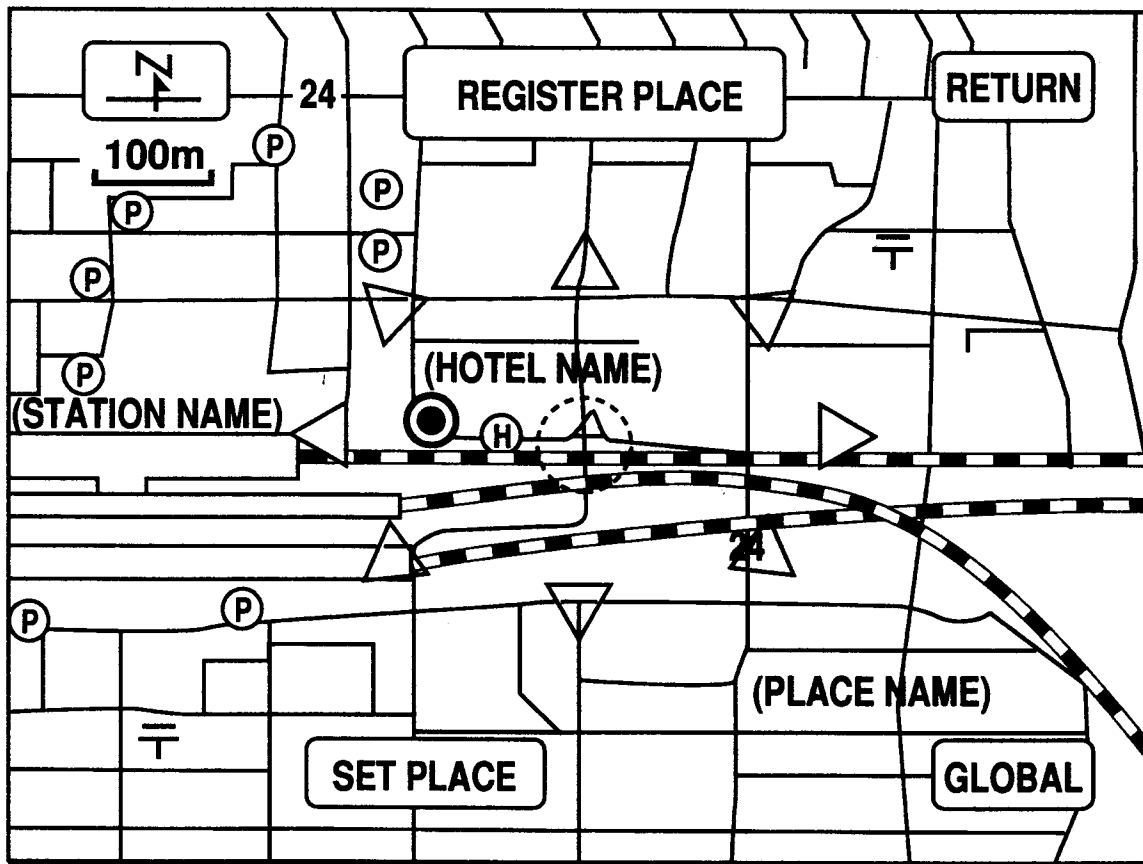 N
24
REGISTER PLACE
RETURN
100m
P
P
P
P
P
P
(HOTEL NAME)
(STATION NAME)
H
24
P
P
(PLACE NAME)
SET PLACE
GLOBAL